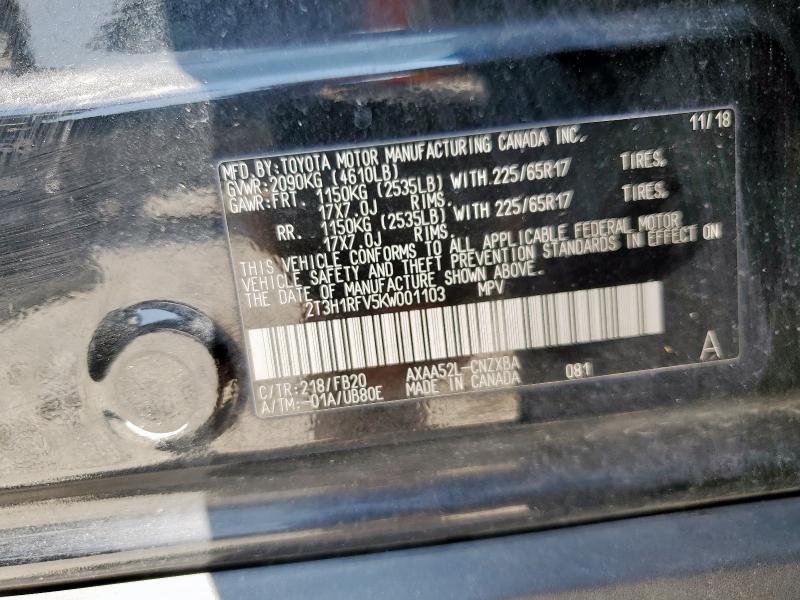 11/18
MFD.BY:TOYOTA MOTOR MANUFACTURING CANADA INC.
GVWR:2090KG (4610LB)
GAWR:FRT. 1150KG (2535LB) WITH 225/65R17 TIRES.
17X7.0J RIMS.
RR. 1150KG (2535LB) WITH 225/65R17 TIRES.
17X7.0J RIMS.
THIS VEHICLE CONFORMS TO ALL APPLICABLE FEDERAL MOTOR
VEHICLE SAFETY AND THEFT PREVENTION STANDARDS IN EFFECT ON
THE DATE OF MANUFACTURE SHOWN ABOVE.
2T3H1RFV5KW001103 MPV
C/TR:218/FB20 AXAA52L-CNZXBA 081
A/TM:-01A/UB80E MADE IN CANADA
A